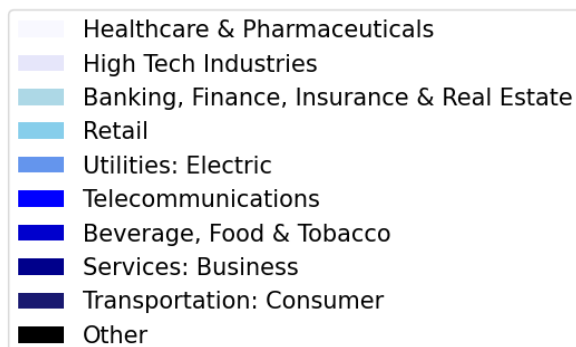 Healthcare & Pharmaceuticals
High Tech Industries
Banking, Finance, Insurance & Real Estate
Retail
Utilities: Electric
Telecommunications
Beverage, Food & Tobacco
Services: Business
Transportation: Consumer
Other